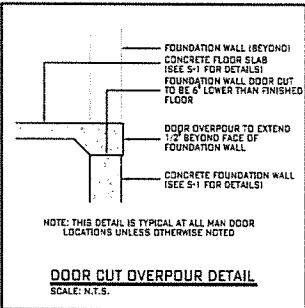 FOUNDATION WALL (BEYOND)
CONCRETE FLOOR SLAB
(SEE S-1 FOR DETAILS)
FOUNDATION WALL DOOR CUT
TO BE 6" LOWER THAN FINISHED
FLOOR
DOOR OVERPOUR TO EXTEND
1/2" BEYOND FACE OF
FOUNDATION WALL
CONCRETE FOUNDATION WALL
(SEE S-1 FOR DETAILS)
NOTE: THIS DETAIL IS TYPICAL AT ALL MAN DOOR
LOCATIONS UNLESS OTHERWISE NOTED
DOOR CUT OVERPOUR DETAIL
SCALE: N.T.S.